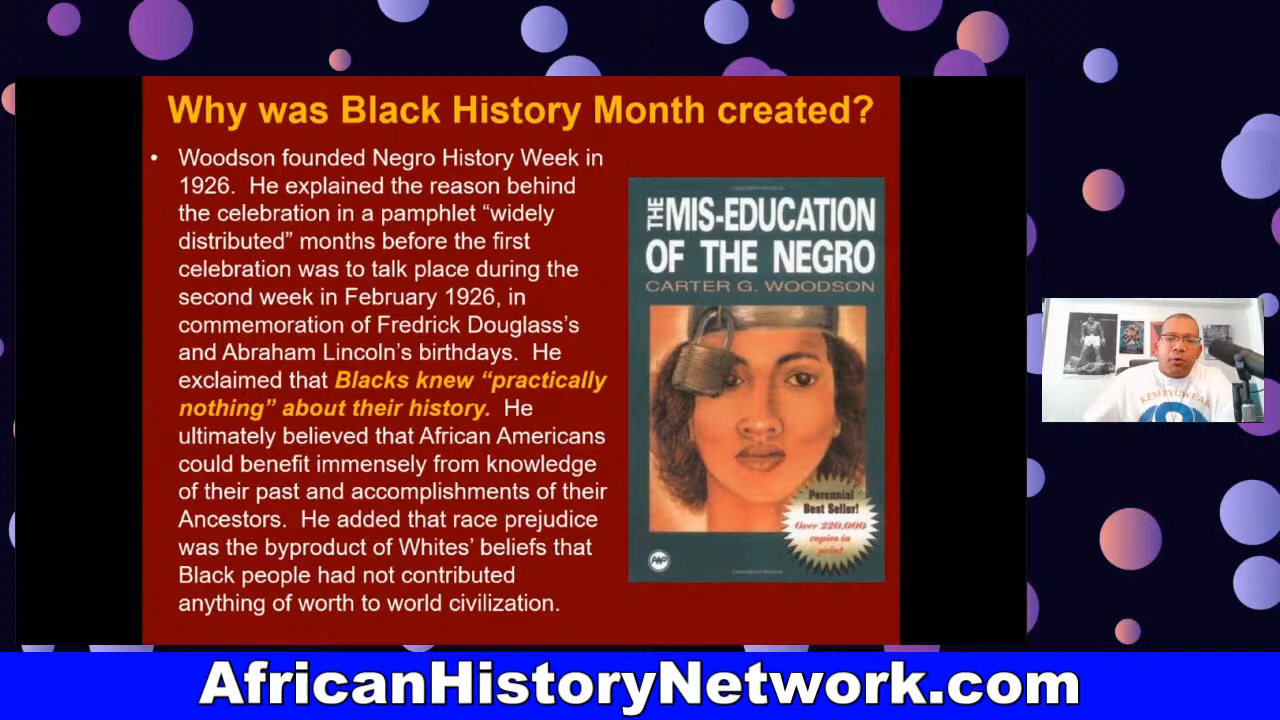 Why was Black History Month created?
• Woodson founded Negro History Week in
1926. He explained the reason behind
the celebration in a pamphlet “widely
distributed” months before the first
celebration was to talk place during the
second week in February 1926, in
commemoration of Fredrick Douglass’s
and Abraham Lincoln’s birthdays. He
exclaimed that Blacks knew “practically
nothing” about their history. He
ultimately believed that African Americans
could benefit immensely from knowledge
of their past and accomplishments of their
Ancestors. He added that race prejudice
was the byproduct of Whites’ beliefs that
Black people had not contributed
anything of worth to world civilization.
THE MIS-EDUCATION
OF THE NEGRO
CARTER G. WOODSON
Perennial
Best Seller!
Over 220,000
copies in
print
AWP
KEMETUWEAR
AfricanHistoryNetwork.com